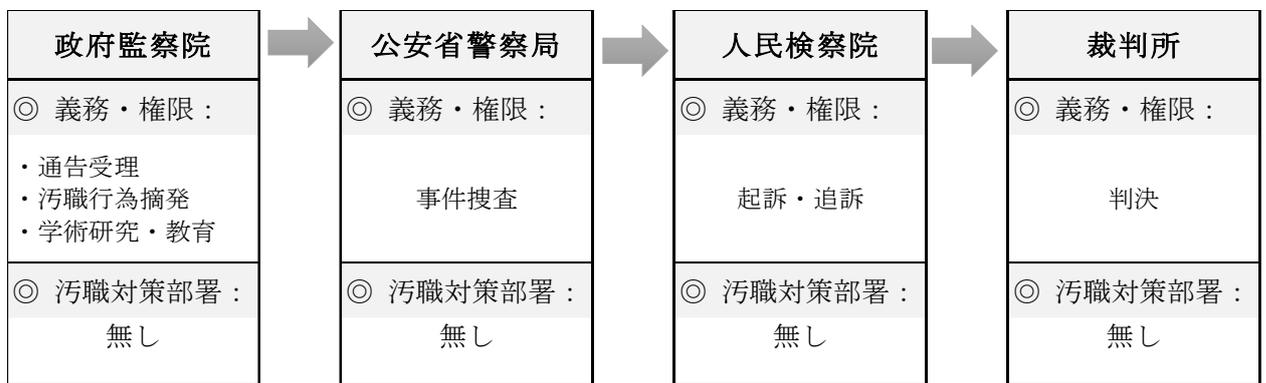 政府監察院
◎ 義務・権限：
・通告受理
・汚職行為摘発
・学術研究・教育
◎ 汚職対策部署：
無し
公安省警察局
◎ 義務・権限：
事件捜査
◎ 汚職対策部署：
無し
人民検察院
◎ 義務・権限：
起訴・追訴
◎ 汚職対策部署：
無し
裁判所
◎ 義務・権限：
判決
◎ 汚職対策部署：
無し